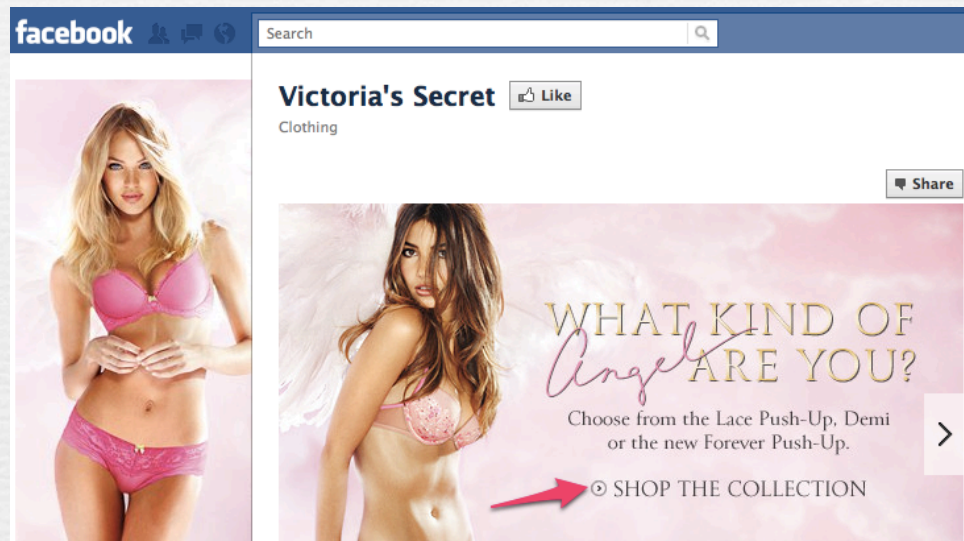 facebook
Search
Victoria's Secret
Like
Clothing
Share
WHAT KIND OF
Angel ARE YOU?
Choose from the Lace Push-Up, Demi
or the new Forever Push-Up.
SHOP THE COLLECTION